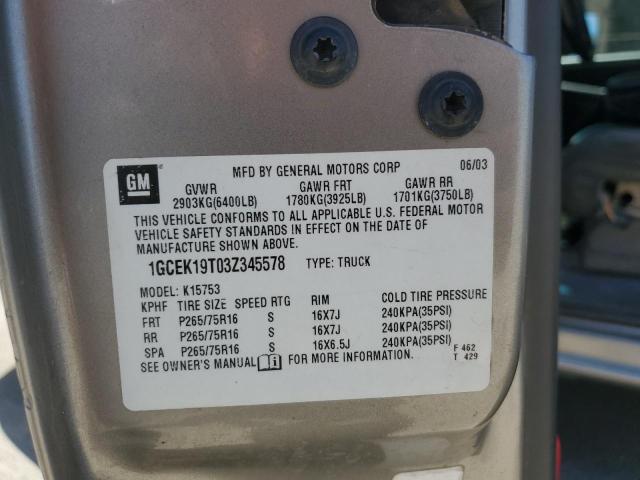 GM
MFD BY GENERAL MOTORS CORP 06/03
GVWR GAWR FRT GAWR RR
2903KG(6400LB) 1780KG(3925LB) 1701KG(3750LB)
THIS VEHICLE CONFORMS TO ALL APPLICABLE U.S. FEDERAL MOTOR
VEHICLE SAFETY STANDARDS IN EFFECT ON THE DATE OF
MANUFACTURE SHOWN ABOVE.
1GCEK19T03Z345578 TYPE: TRUCK
MODEL: K15753
KPHF TIRE SIZE SPEED RTG RIM COLD TIRE PRESSURE
FRT P265/75R16 S 16X7J 240KPA(35PSI)
RR P265/75R16 S 16X7J 240KPA(35PSI)
SPA P265/75R16 S 16X6.5J 240KPA(35PSI)
SEE OWNER'S MANUAL FOR MORE INFORMATION.
F 462
T 429